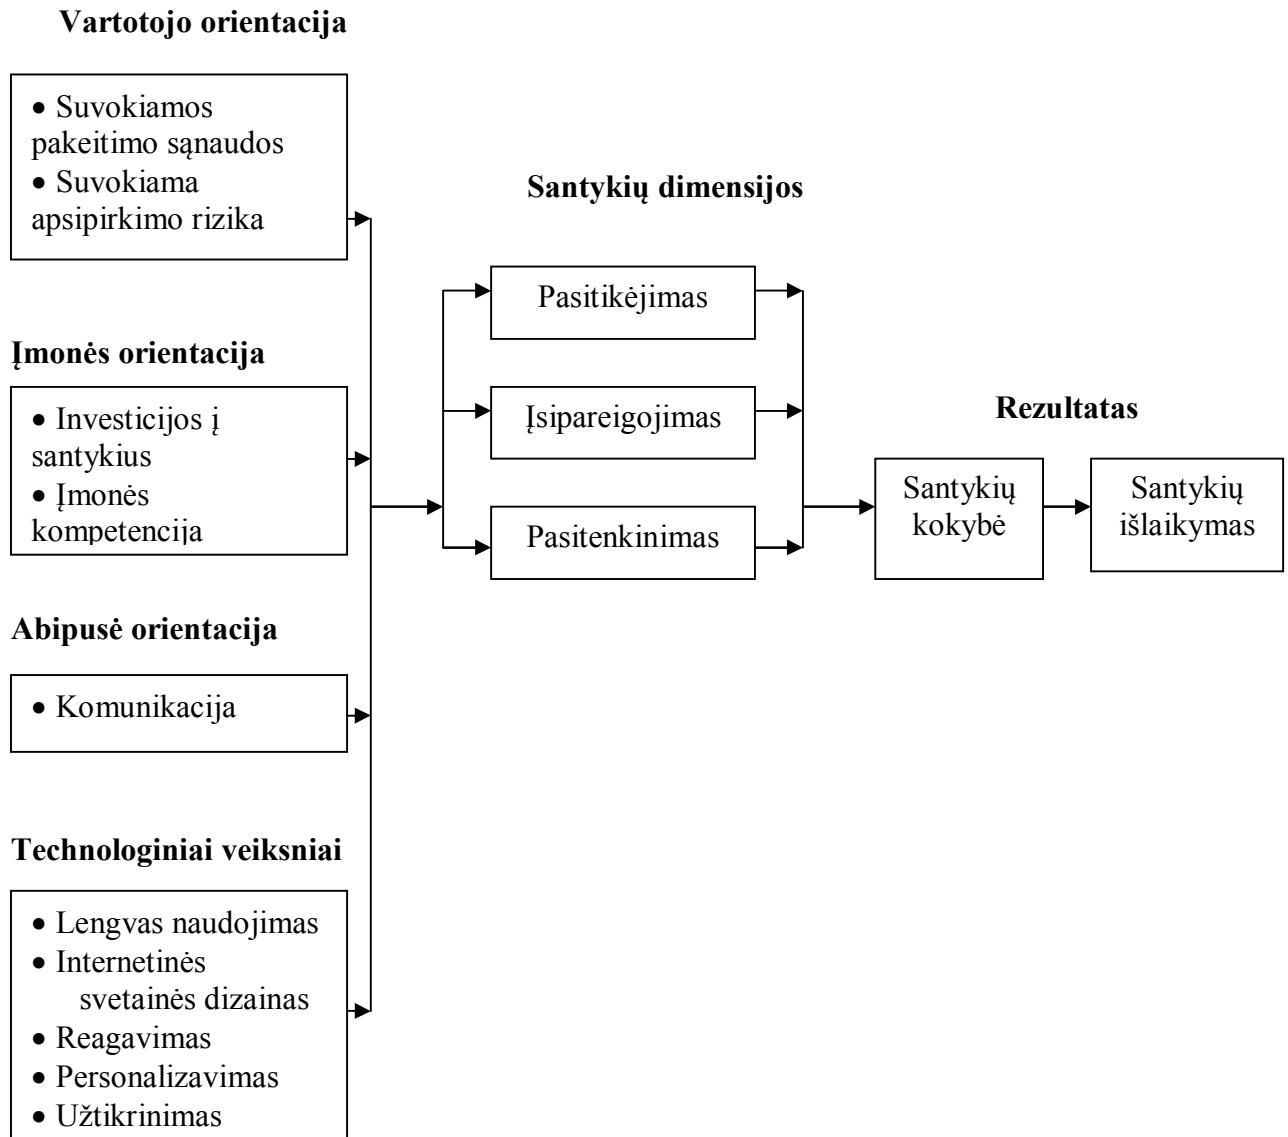 Vartotojo orientacija
• Suvokiamos
pakeitimo sąnaudos
• Suvokiama
apsipirkimo rizika
Įmonės orientacija
• Investicijos į
santykius
• Įmonės
kompetencija
Abipusė orientacija
• Komunikacija
Technologiniai veiksniai
• Lengvas naudojimas
• Internetinės
svetainės dizainas
• Reagavimas
• Personalizavimas
• Užtikrinimas
Santykių dimensijos
Pasitikėjimas
Įsipareigojimas
Pasitenkinimas
Rezultatas
Santykių
kokybė
Santykių
išlaikymas